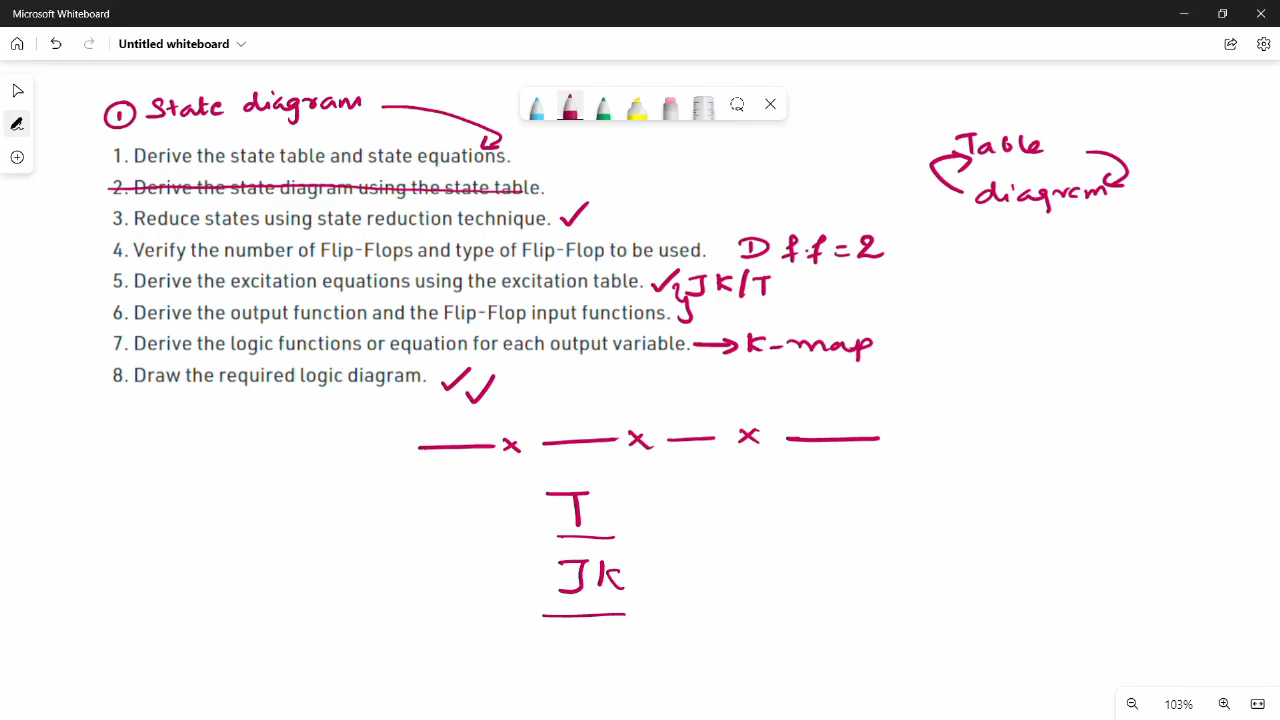 Microsoft Whiteboard
Untitled whiteboard
① State diagram
1. Derive the state table and state equations.
2. Derive the state diagram using the state table.
3. Reduce states using state reduction technique.
4. Verify the number of Flip-Flops and type of Flip-Flop to be used. D f.f = 2
5. Derive the excitation equations using the excitation table. JK/T
6. Derive the output function and the Flip-Flop input functions.
7. Derive the logic functions or equation for each output variable. → K-map
8. Draw the required logic diagram.
Table
diagram
x x x
T
JK
103%